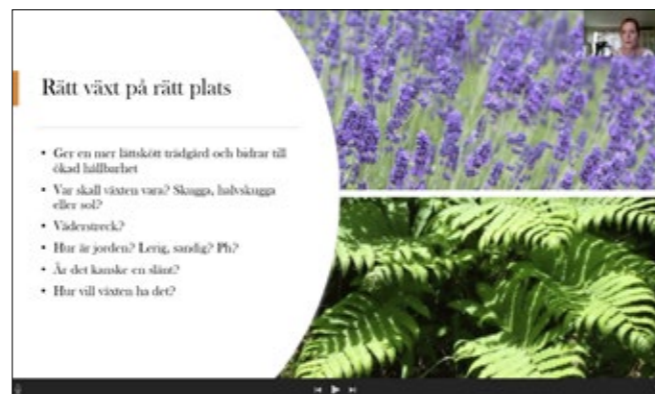 Rätt växt på rätt plats
• Ger en mer lättskött trädgård och bidrar till
ökad hållbarhet
• Var skall växten vara? Skugga, halvskugga
eller sol?
• Väderstreck?
• Hur är jorden? Lerig, sandig? Ph?
• Är det kanske en slänt?
• Hur vill växten ha det?